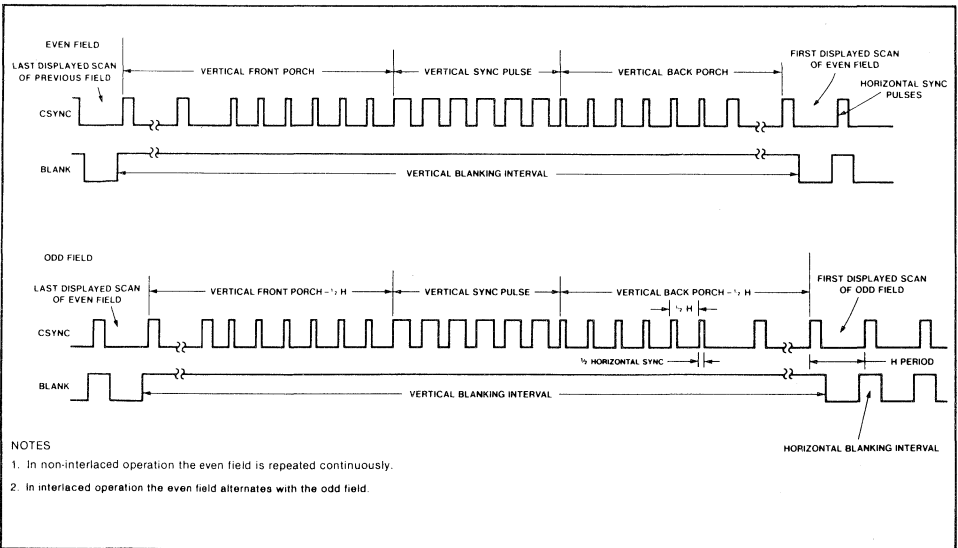 EVEN FIELD
LAST DISPLAYED SCAN
OF PREVIOUS FIELD
VERTICAL FRONT PORCH
VERTICAL SYNC PULSE
VERTICAL BACK PORCH
FIRST DISPLAYED SCAN
OF EVEN FIELD
HORIZONTAL SYNC
PULSES
CSYNC
BLANK
VERTICAL BLANKING INTERVAL
ODD FIELD
LAST DISPLAYED SCAN
OF EVEN FIELD
VERTICAL FRONT PORCH - ½ H
VERTICAL SYNC PULSE
VERTICAL BACK PORCH - ½ H
FIRST DISPLAYED SCAN
OF ODD FIELD
½ H
CSYNC
½ HORIZONTAL SYNC
H PERIOD
BLANK
VERTICAL BLANKING INTERVAL
HORIZONTAL BLANKING INTERVAL
NOTES
1. In non-interlaced operation the even field is repeated continuously.
2. In interlaced operation the even field alternates with the odd field.